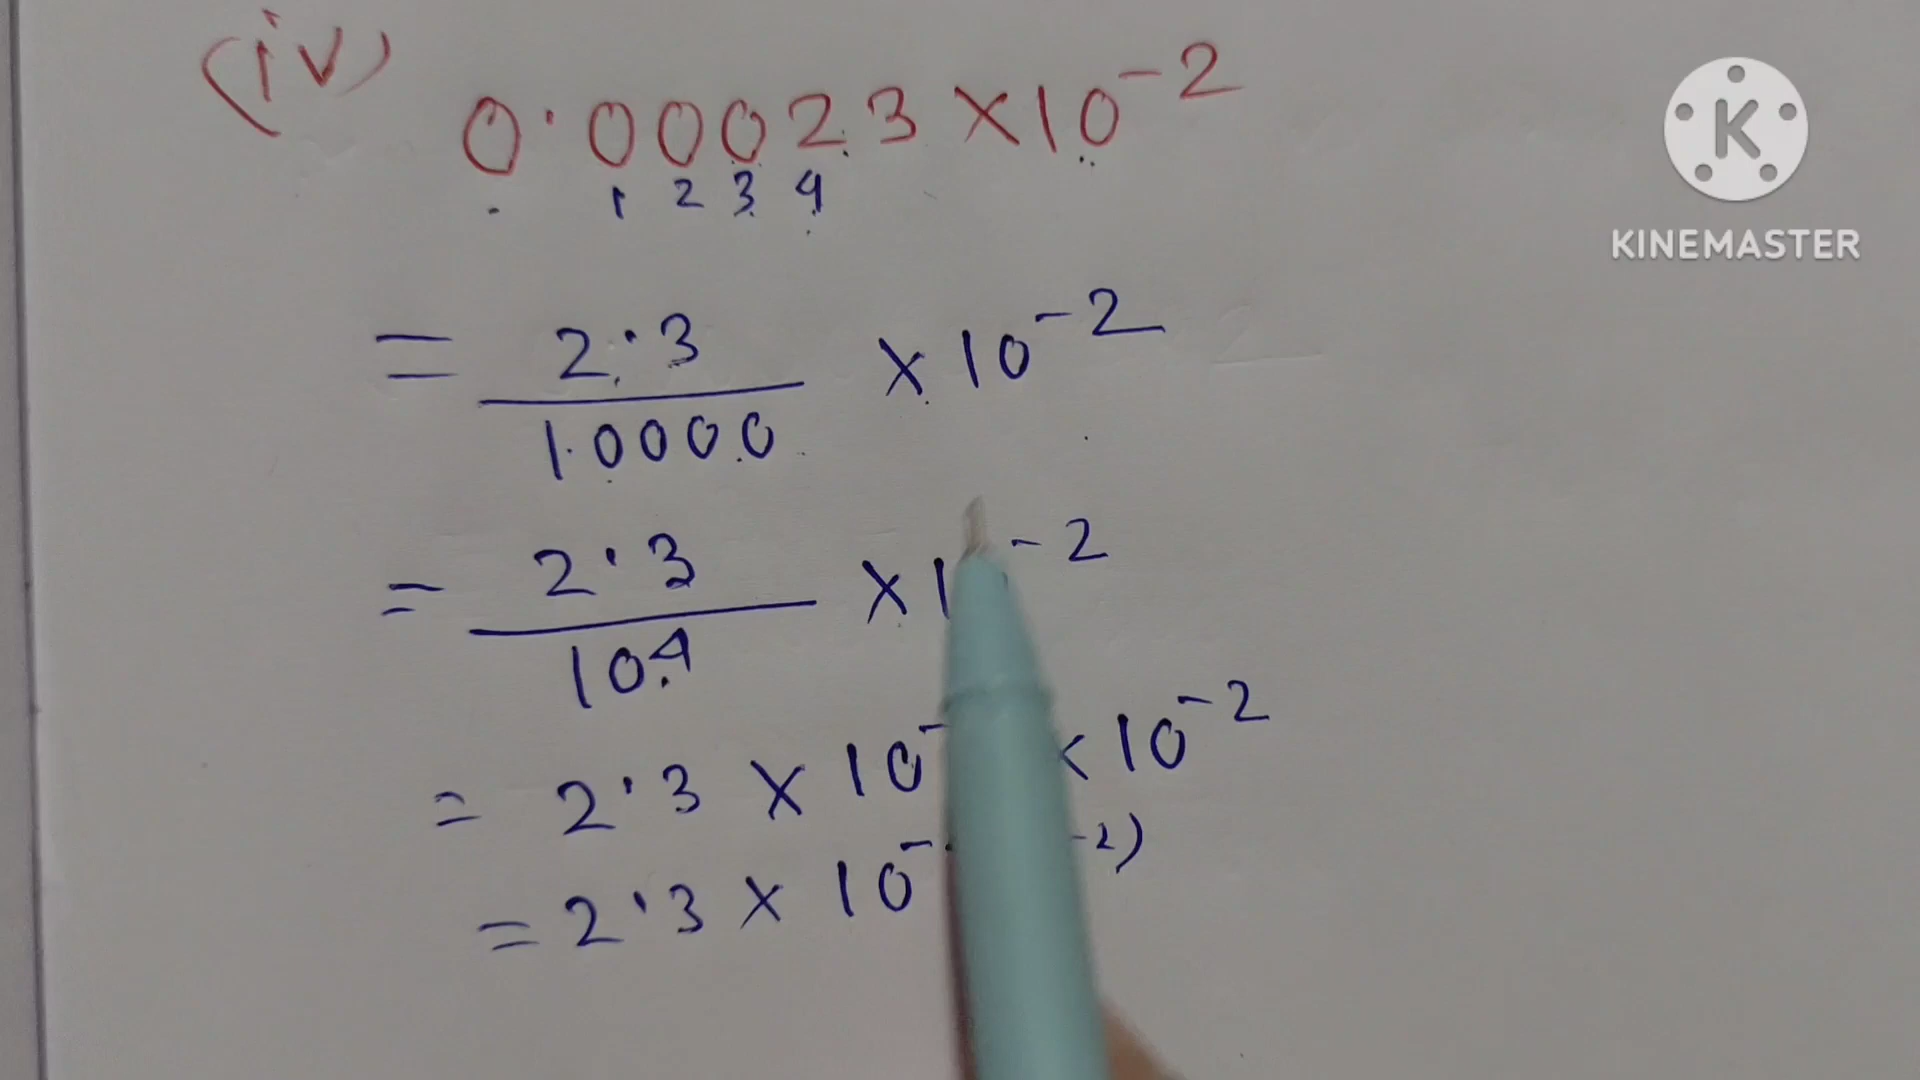 (iv) 0.00023 × 10⁻²
1 2 3 4
= 2.3/10000 × 10⁻²
= 2.3/10⁴ × 1 ⁻²
= 2.3 × 10⁻ × 10⁻²
= 2.3 × 10⁻ -2)
K
KINEMASTER